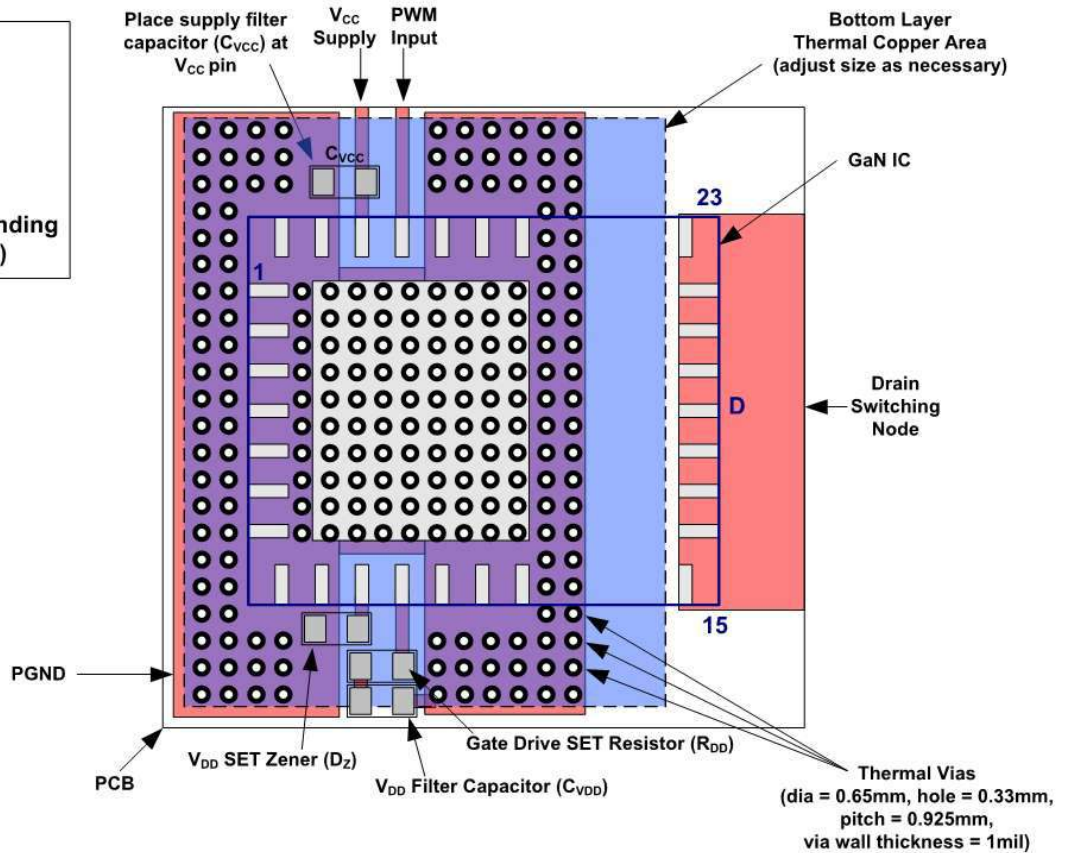 Place supply filter
capacitor (CVCC) at
VCC pin
VCC
Supply
PWM
Input
Bottom Layer
Thermal Copper Area
(adjust size as necessary)
CVCC
GaN IC
23
1
D
Drain
Switching
Node
15
PGND
PCB
VDD SET Zener (DZ)
Gate Drive SET Resistor (RDD)
VDD Filter Capacitor (CVDD)
Thermal Vias
(dia = 0.65mm, hole = 0.33mm,
pitch = 0.925mm,
via wall thickness = 1mil)